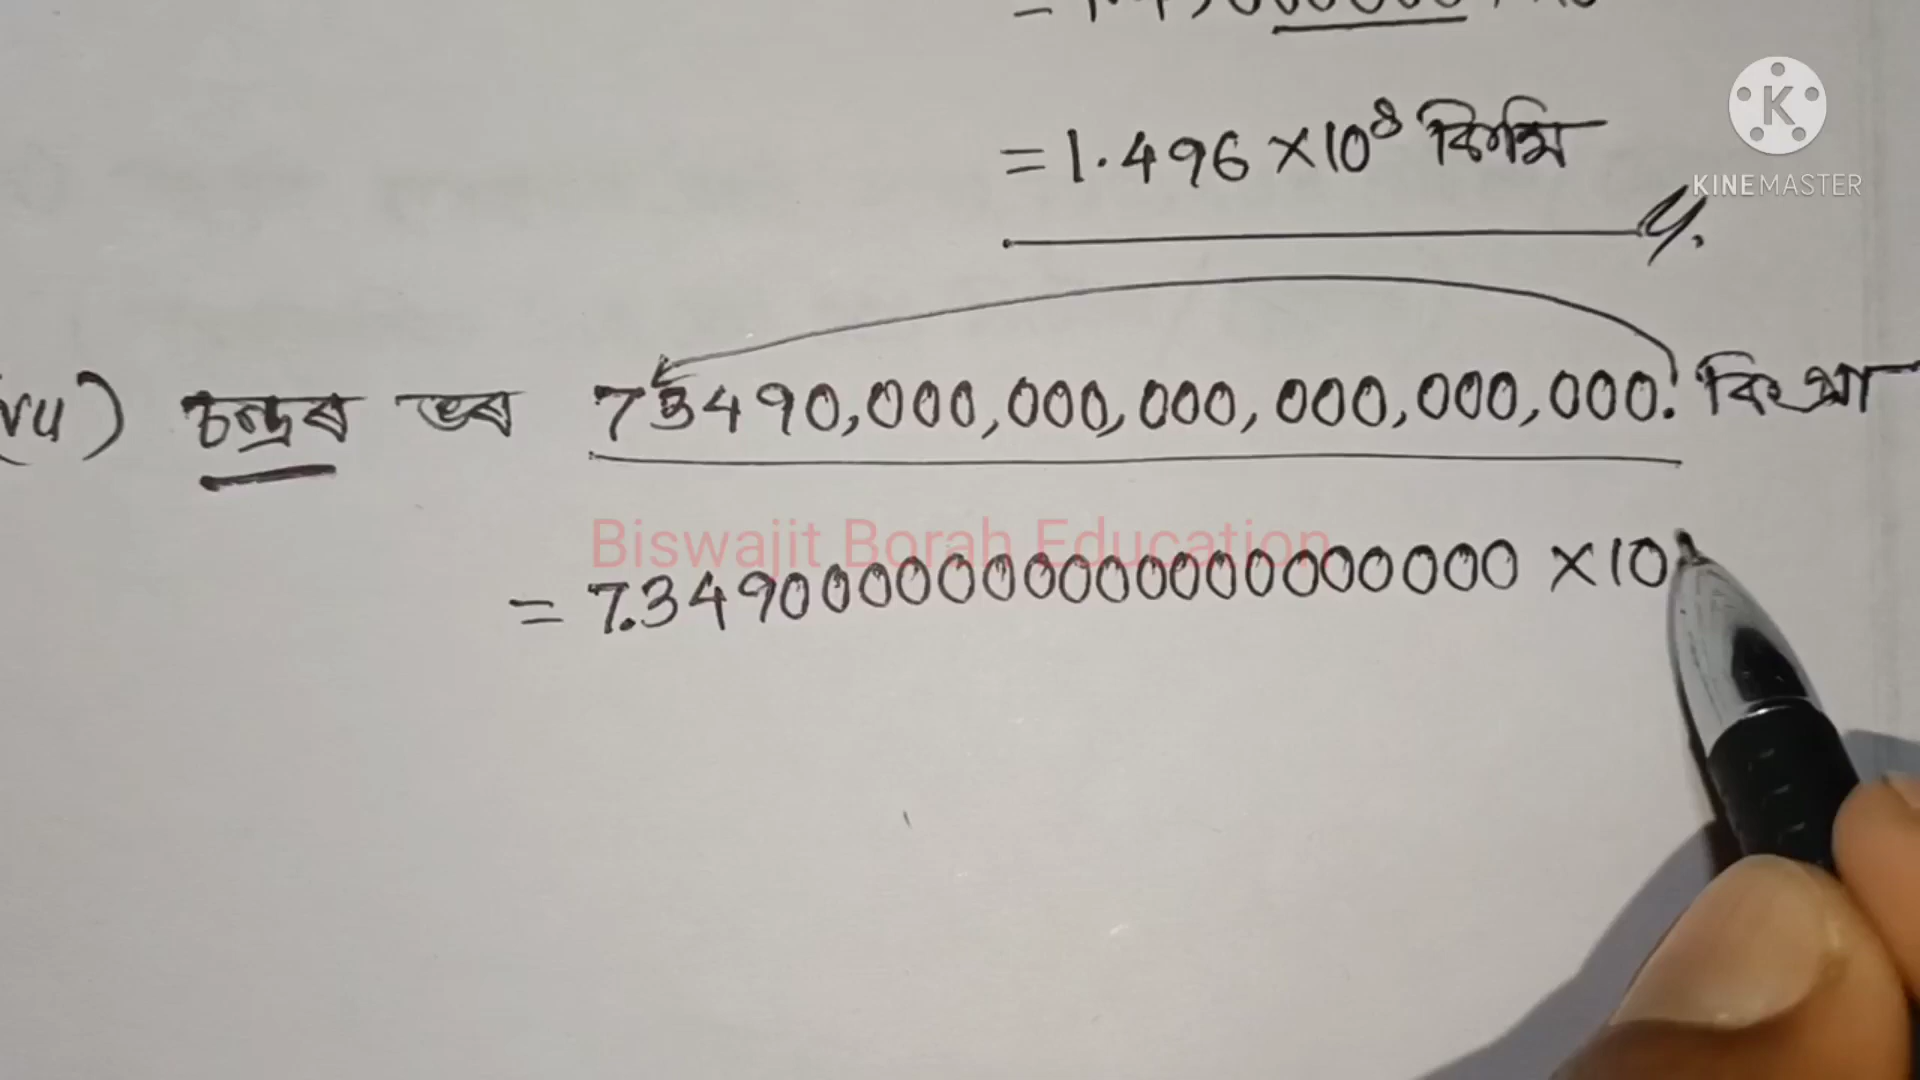 = 1.496 × 10⁸ কিমি
KINEMASTER
(vii) চন্দ্ৰৰ ভৰ 73490,000,000,000,000,000,000. কিঃগ্ৰা
Biswajit Borah Education
= 7.3490000000000000000000 × 10